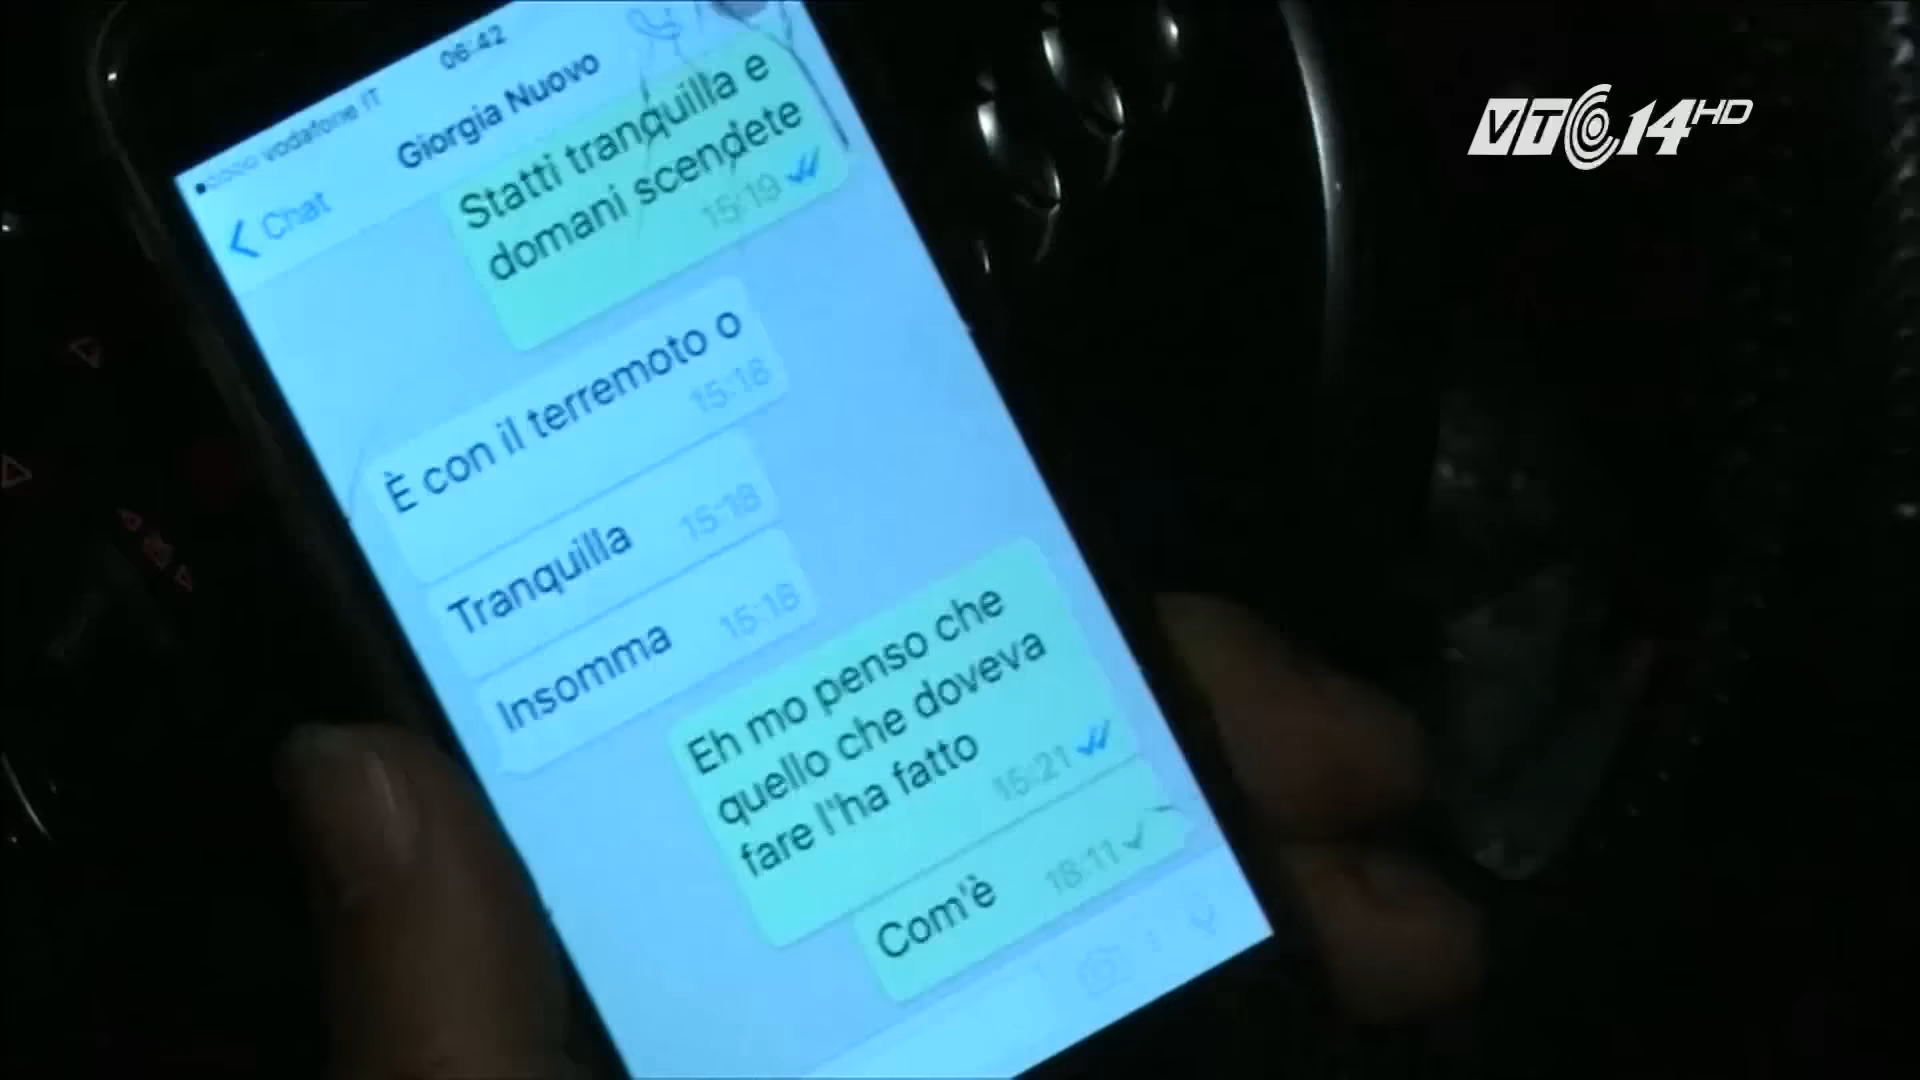 06:42
vodafone IT
VTC14HD
Chat
Giorgia Nuovo
Statti tranquilla e
domani scendete
15:19
È con il terremoto o
15:18
Tranquilla 15:18
Insomma 15:18
Eh mo penso che
quello che doveva
fare l'ha fatto
15:21
Com'è 18:11